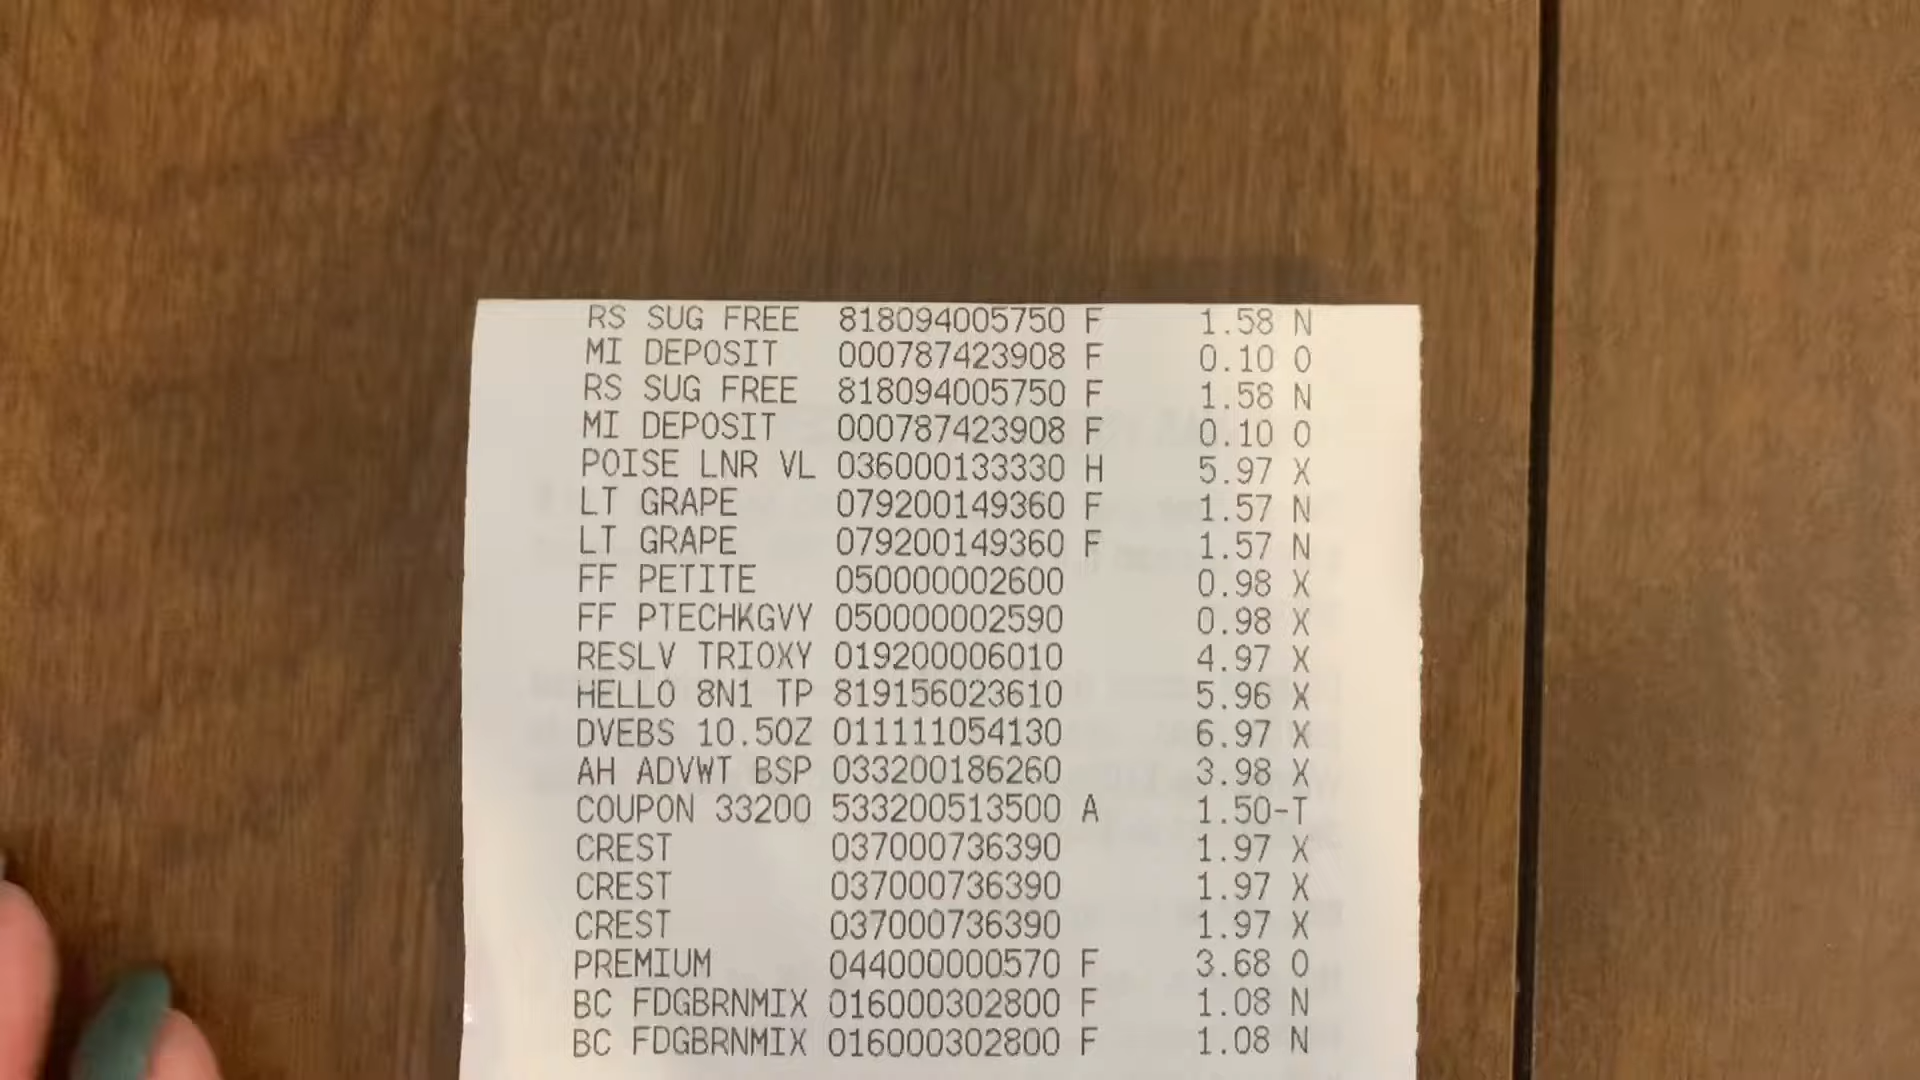 RS SUG FREE 818094005750 F 1.58 N
MI DEPOSIT 000787423908 F 0.10 O
RS SUG FREE 818094005750 F 1.58 N
MI DEPOSIT 000787423908 F 0.10 O
POISE LNR VL 036000133330 H 5.97 X
LT GRAPE 079200149360 F 1.57 N
LT GRAPE 079200149360 F 1.57 N
FF PETITE 050000002600 0.98 X
FF PTECHKGVY 050000002590 0.98 X
RESLV TRIOXY 019200006010 4.97 X
HELLO 8N1 TP 819156023610 5.96 X
DVEBS 10.5OZ 011111054130 6.97 X
AH ADVWT BSP 033200186260 3.98 X
COUPON 33200 533200513500 A 1.50-T
CREST 037000736390 1.97 X
CREST 037000736390 1.97 X
CREST 037000736390 1.97 X
PREMIUM 044000000570 F 3.68 O
BC FDGBRNMIX 016000302800 F 1.08 N
BC FDGBRNMIX 016000302800 F 1.08 N